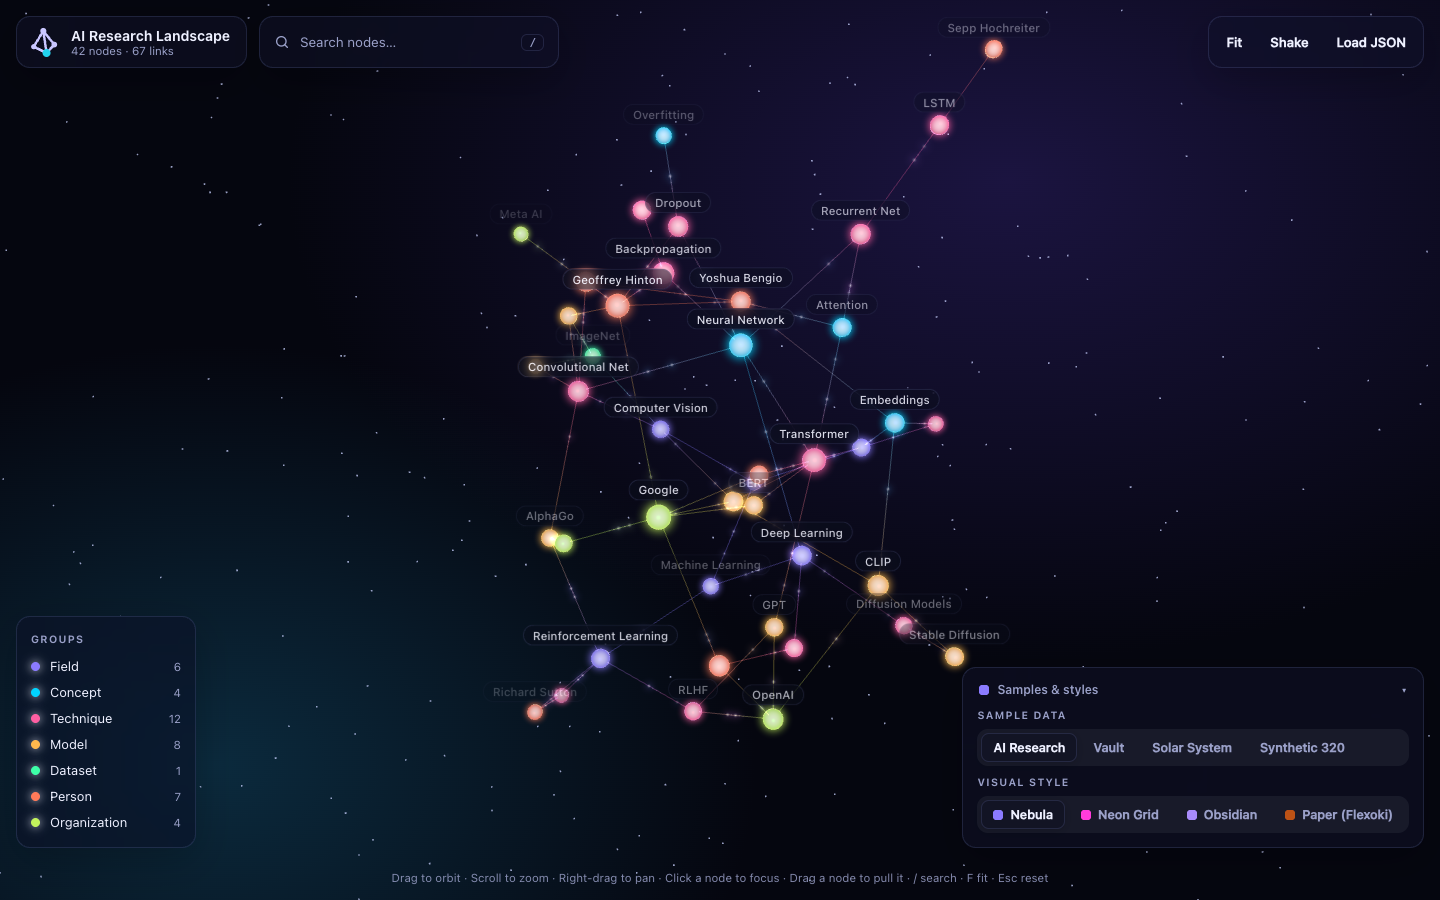 AI Research Landscape
42 nodes · 67 links
Search nodes...
/
Fit
Shake
Load JSON
Sepp Hochreiter
LSTM
Overfitting
Dropout
Recurrent Net
Meta AI
Backpropagation
Geoffrey Hinton
Yoshua Bengio
Attention
Neural Network
ImageNet
Convolutional Net
Embeddings
Computer Vision
Transformer
BERT
Google
AlphaGo
Deep Learning
Machine Learning
CLIP
GPT
Diffusion Models
Reinforcement Learning
Stable Diffusion
Richard Sutton
RLHF
OpenAI
GROUPS
Field 6
Concept 4
Technique 12
Model 8
Dataset 1
Person 7
Organization 4
Samples & styles
SAMPLE DATA
AI Research
Vault
Solar System
Synthetic 320
VISUAL STYLE
Nebula
Neon Grid
Obsidian
Paper (Flexoki)
Drag to orbit · Scroll to zoom · Right-drag to pan · Click a node to focus · Drag a node to pull it · / search · F fit · Esc reset